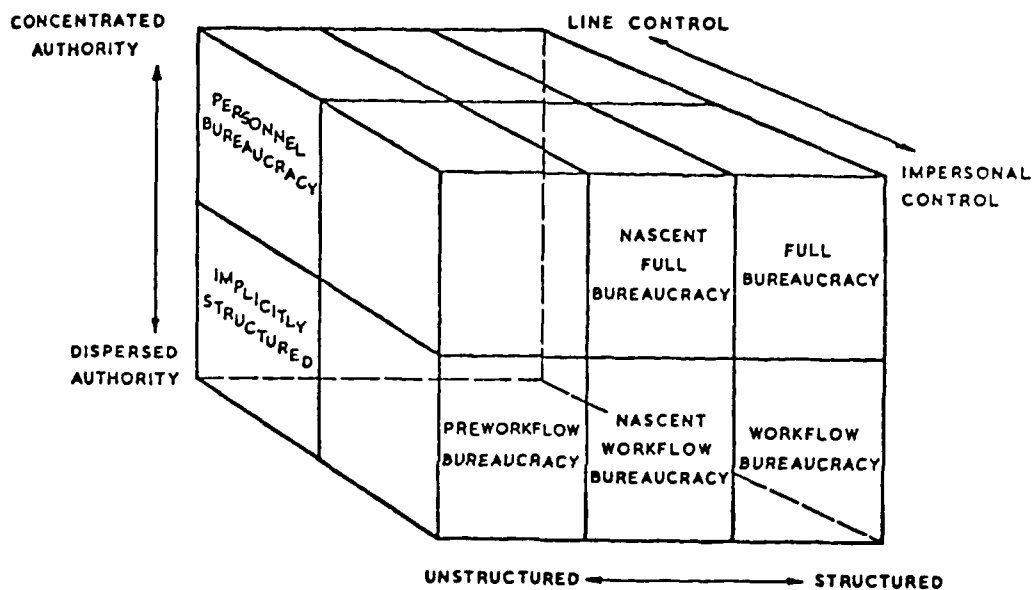 CONCENTRATED
AUTHORITY
LINE CONTROL
PERSONNEL
BUREAUCRACY
IMPERSONAL
CONTROL
NASCENT
FULL
BUREAUCRACY
FULL
BUREAUCRACY
IMPLICITLY
STRUCTURED
DISPERSED
AUTHORITY
PREWORKFLOW
BUREAUCRACY
NASCENT
WORKFLOW
BUREAUCRACY
WORKFLOW
BUREAUCRACY
UNSTRUCTURED
STRUCTURED